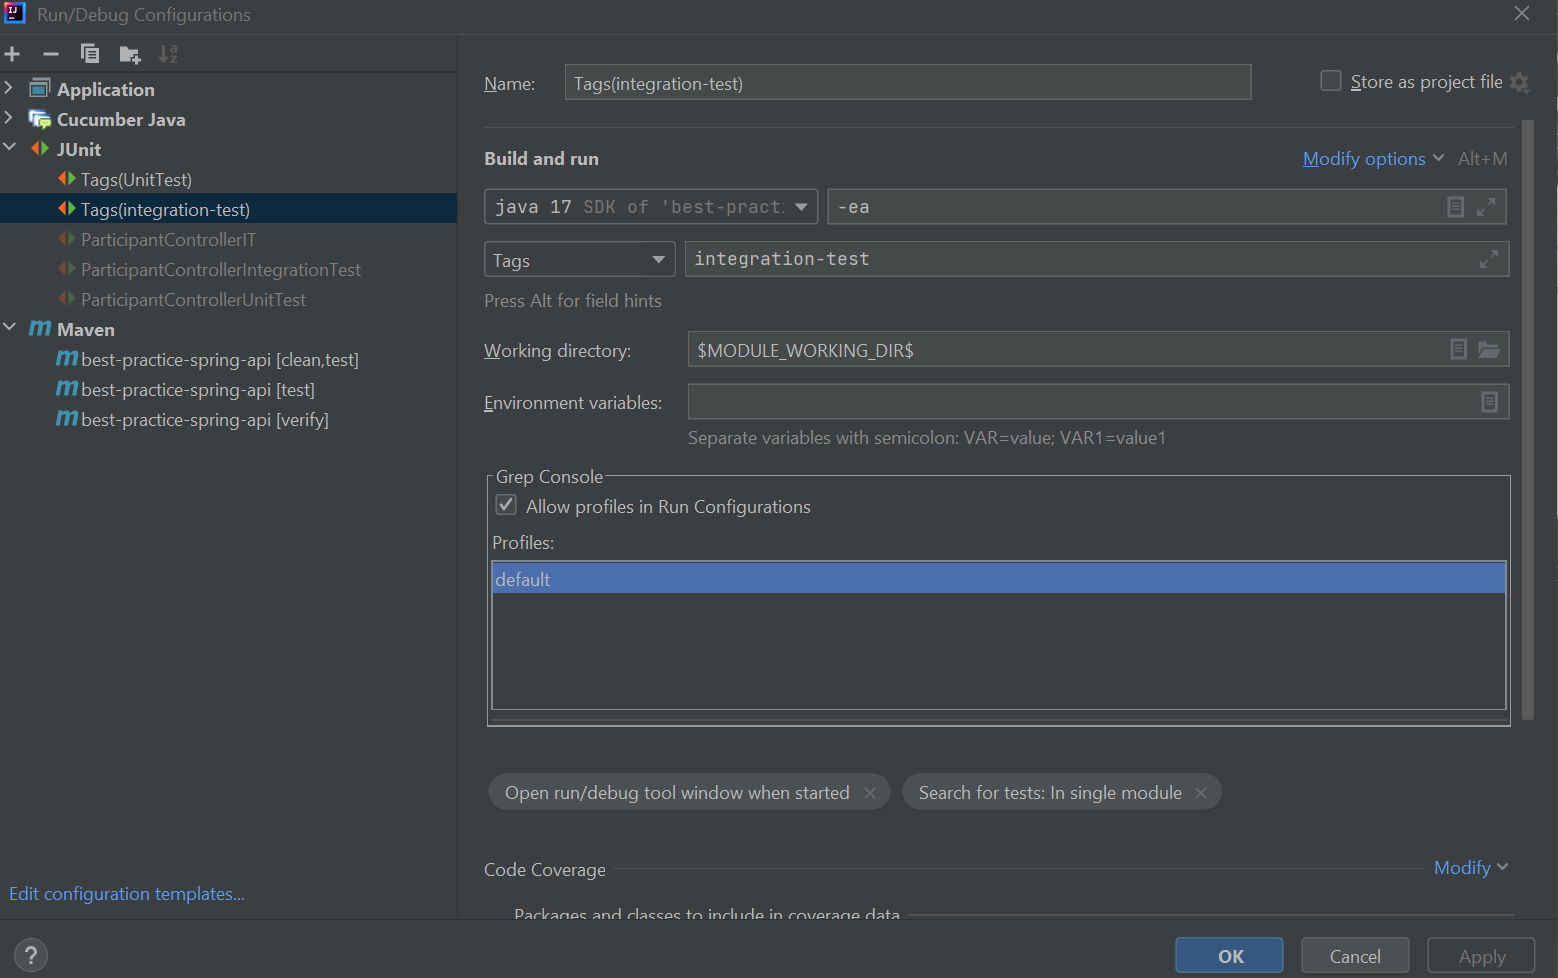 Run/Debug Configurations
Application
Cucumber Java
JUnit
Tags(UnitTest)
Tags(integration-test)
ParticipantControllerIT
ParticipantControllerIntegrationTest
ParticipantControllerUnitTest
Maven
best-practice-spring-api [clean,test]
best-practice-spring-api [test]
best-practice-spring-api [verify]
Edit configuration templates...
Name: Tags(integration-test) Store as project file
Build and run Modify options Alt+M
java 17 SDK of 'best-pract -ea
Tags integration-test
Press Alt for field hints
Working directory: $MODULE_WORKING_DIR$
Environment variables:
Separate variables with semicolon: VAR=value; VAR1=value1
Grep Console
Allow profiles in Run Configurations
Profiles:
default
Open run/debug tool window when started × Search for tests: In single module ×
Code Coverage Modify
Packages and classes to include in coverage data
? OK Cancel Apply